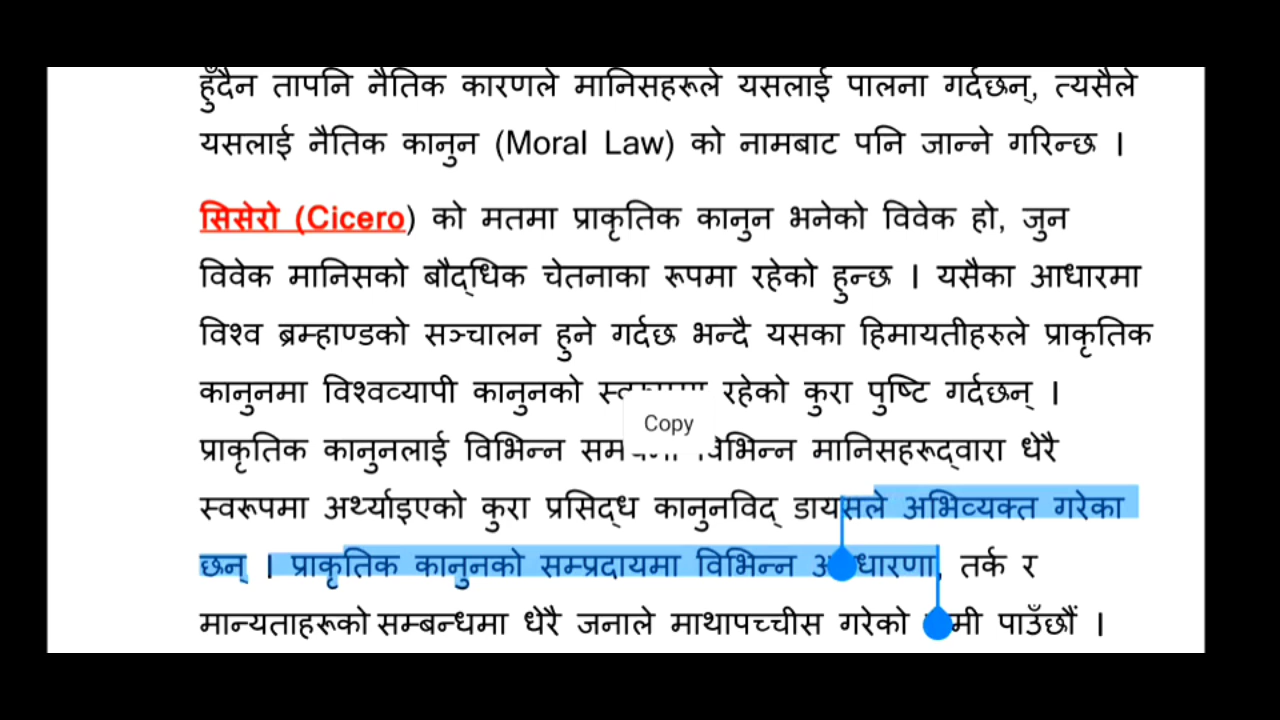 हुँदैन तापनि नैतिक कारणले मानिसहरूले यसलाई पालना गर्दछन्, त्यसैले
यसलाई नैतिक कानुन (Moral Law) को नामबाट पनि जान्ने गरिन्छ ।
सिसेरो (Cicero) को मतमा प्राकृतिक कानुन भनेको विवेक हो, जुन
विवेक मानिसको बौद्धिक चेतनाका रूपमा रहेको हुन्छ । यसैका आधारमा
विश्व ब्रम्हाण्डको सञ्चालन हुने गर्दछ भन्दै यसका हिमायतीहरुले प्राकृतिक
कानुनमा विश्वव्यापी कानुनको रहेको कुरा पुष्टि गर्दछन् ।
Copy
प्राकृतिक कानुनलाई विभिन्न मानिसहरूद्वारा धेरै
स्वरूपमा अर्थ्याइएको कुरा प्रसिद्ध कानुनविद् डायसले अभिव्यक्त गरेका
छन् । प्राकृतिक कानुनको सम्प्रदायमा विभिन्न तर्क र
मान्यताहरूको सम्बन्धमा धेरै जनाले माथापच्चीस गरेको पाउँछौं ।